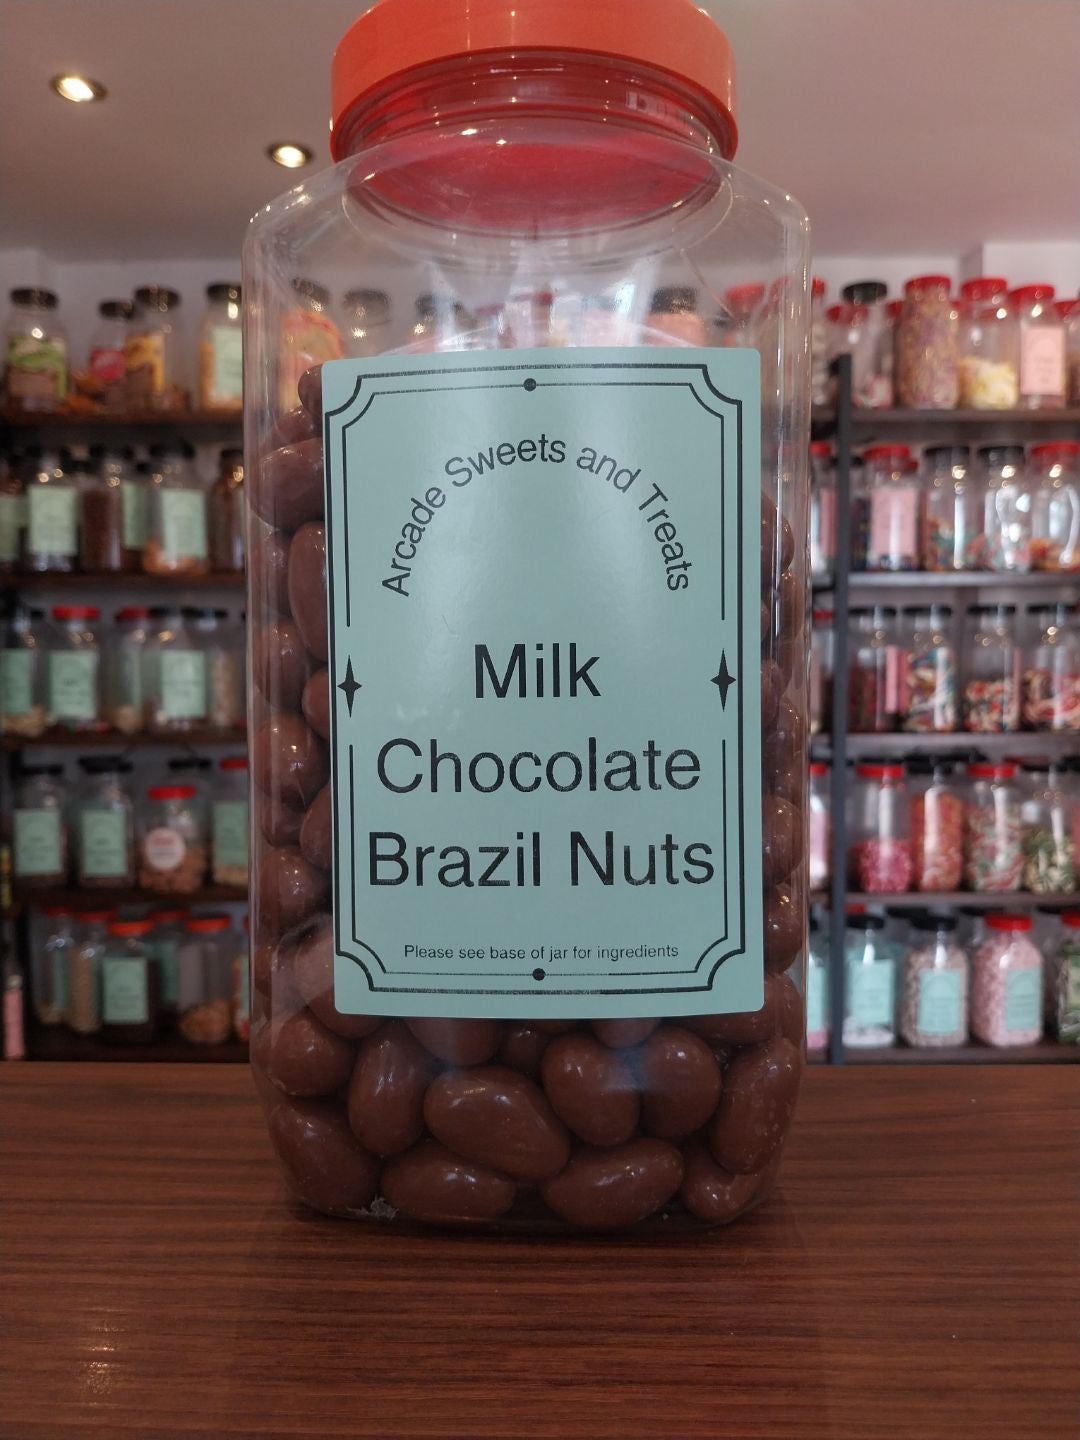 Arcade Sweets and Treats
Milk
Chocolate
Brazil Nuts
Please see base of jar for ingredients